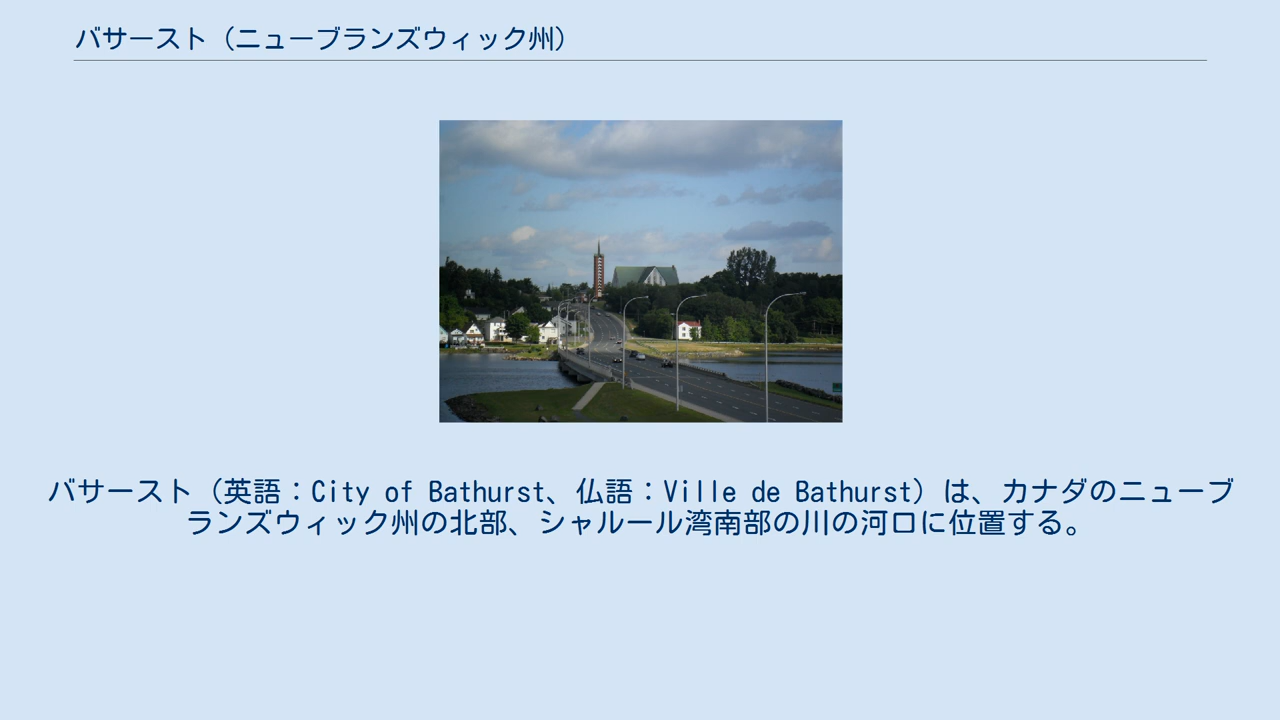 バサースト（ニューブランズウィック州）
バサースト（英語：City of Bathurst、仏語：Ville de Bathurst）は、カナダのニューブ
ランズウィック州の北部、シャルール湾南部の川の河口に位置する。